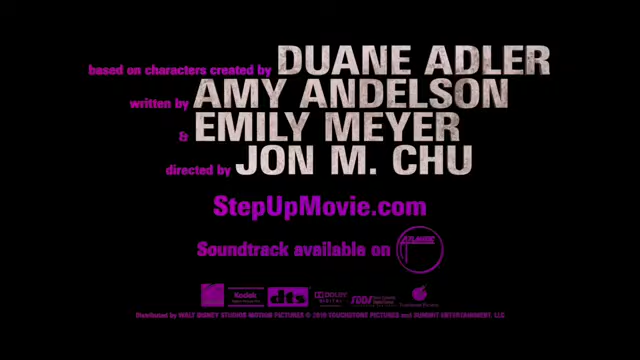 based on characters created by DUANE ADLER
written by AMY ANDELSON
& EMILY MEYER
directed by JON M. CHU
StepUpMovie.com
Soundtrack available on ATLANTIC
Kodak dts DOLBY DIGITAL SDDS
Distributed by WALT DISNEY STUDIOS MOTION PICTURES © 2010 TOUCHSTONE PICTURES and SUMMIT ENTERTAINMENT, LLC